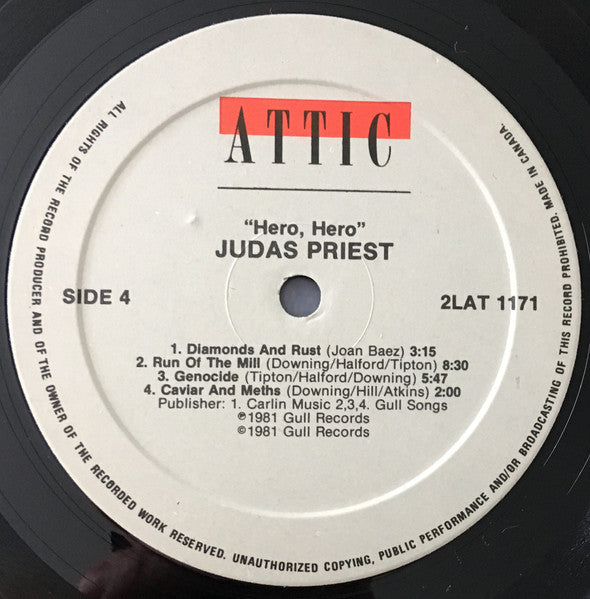 ATTIC
"Hero, Hero"
JUDAS PRIEST
SIDE 4
2LAT 1171
1. Diamonds And Rust (Joan Baez) 3:15
2. Run Of The Mill (Downing/Halford/Tipton) 8:30
3. Genocide (Tipton/Halford/Downing) 5:47
4. Caviar And Meths (Downing/Hill/Atkins) 2:00
Publisher: 1. Carlin Music 2,3,4. Gull Songs
℗1981 Gull Records
©1981 Gull Records
ALL RIGHTS OF THE RECORD PRODUCER AND OF THE OWNER OF THE RECORDED WORK RESERVED. UNAUTHORIZED COPYING, PUBLIC PERFORMANCE AND/OR BROADCASTING OF THIS RECORD PROHIBITED. MADE IN CANADA.